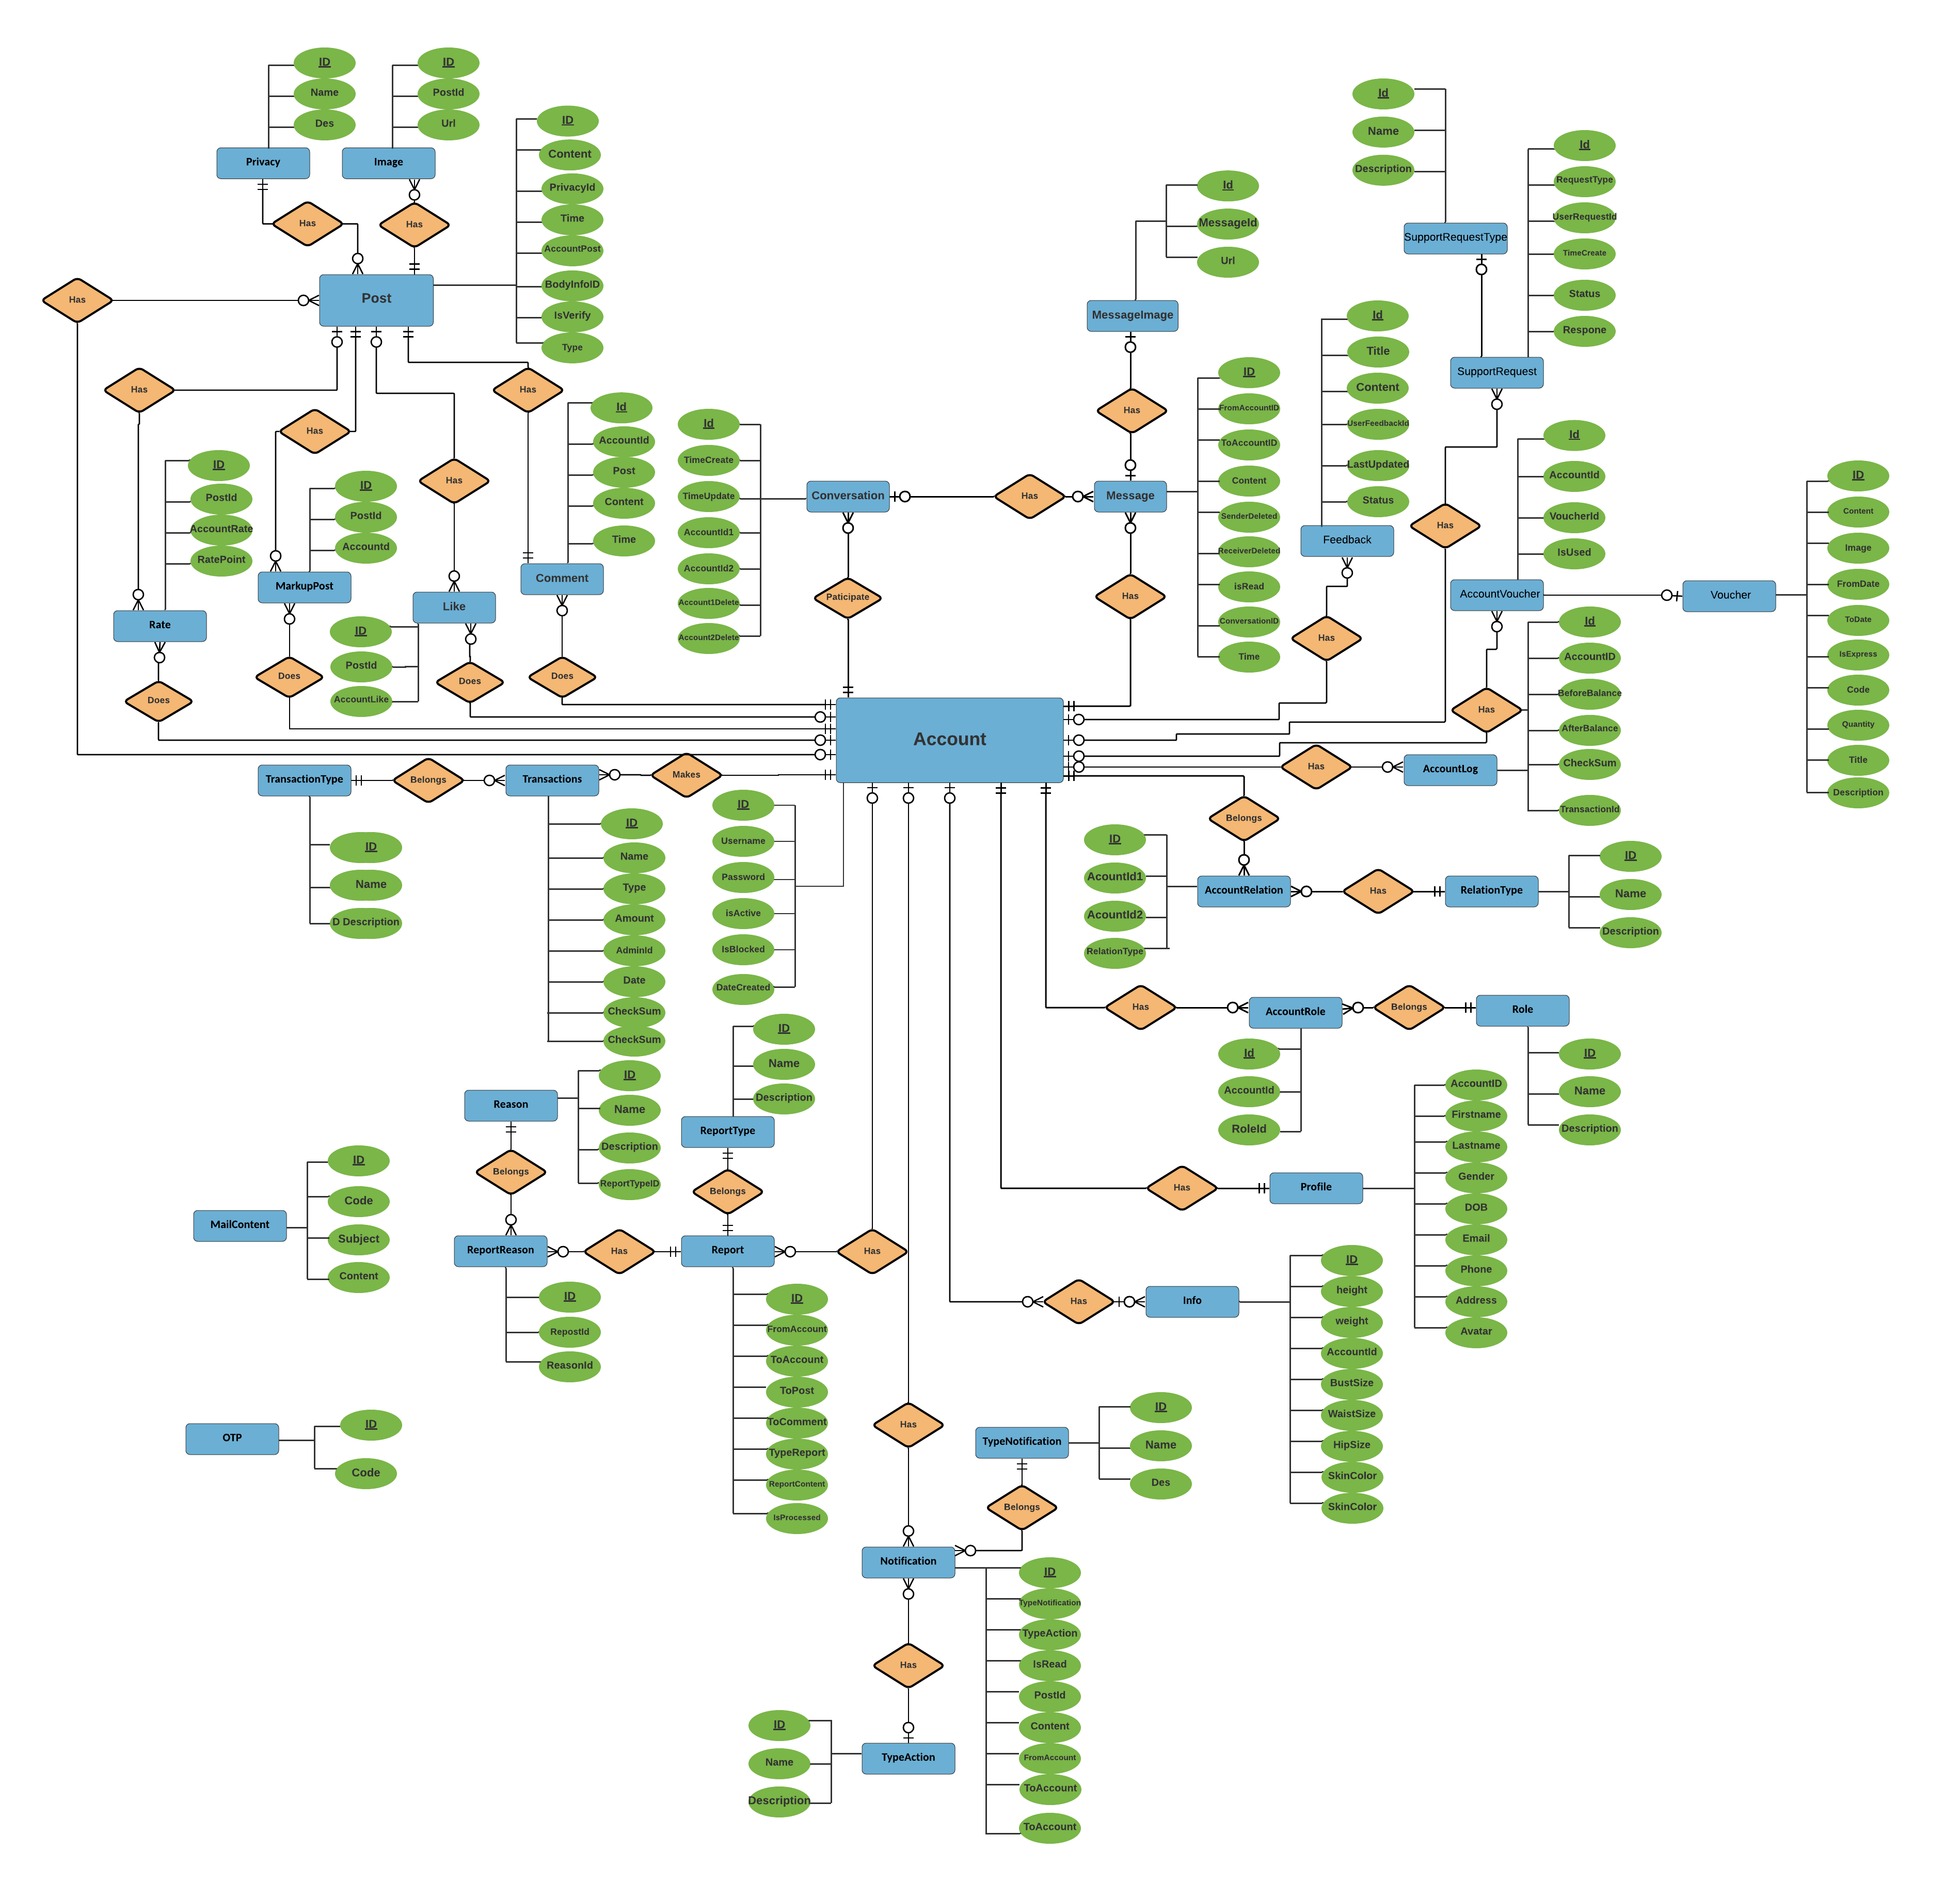 ID
Name
Des
Privacy
ID
PostId
Url
Image
Has
Has
ID
Content
PrivacyId
Time
AccountPost
BodyInfoID
IsVerify
Type
Post
Has
Has
Has
Has
Has
ID
PostId
AccountRate
RatePoint
Rate
ID
PostId
Accountd
MarkupPost
ID
PostId
AccountLike
Like
Id
AccountId
Post
Content
Time
Comment
Does
Does
Does
Does
Id
TimeCreate
TimeUpdate
AccountId1
AccountId2
Account1Delete
Account2Delete
Conversation
Paticipate
Has
Id
MessageId
Url
MessageImage
Has
Message
Has
ID
FromAccountID
ToAccountID
Content
SenderDeleted
ReceiverDeleted
isRead
ConversationID
Time
Id
Title
Content
UserFeedbackId
LastUpdated
Status
Feedback
Has
Id
Name
Description
SupportRequestType
Id
RequestType
UserRequestId
TimeCreate
Status
Respone
SupportRequest
Has
Id
AccountId
VoucherId
IsUsed
AccountVoucher
Has
Voucher
ID
Content
Image
FromDate
ToDate
IsExpress
Code
Quantity
Title
Description
Account
Has
AccountLog
Id
AccountID
BeforeBalance
AfterBalance
CheckSum
TransactionId
TransactionType
Belongs
Transactions
Makes
ID
Name
D Description
ID
Name
Type
Amount
AdminId
Date
CheckSum
CheckSum
ID
Username
Password
isActive
IsBlocked
DateCreated
Belongs
ID
AcountId1
AcountId2
RelationType
AccountRelation
Has
RelationType
ID
Name
Description
Has
AccountRole
Belongs
Role
Id
AccountId
RoleId
ID
Name
Description
Has
Profile
AccountID
Firstname
Lastname
Gender
DOB
Email
Phone
Address
Avatar
Has
Info
ID
height
weight
AccountId
BustSize
WaistSize
HipSize
SkinColor
SkinColor
Reason
ID
Name
Description
ReportTypeID
Belongs
ID
Name
Description
ReportType
Belongs
ReportReason
Has
Report
Has
ID
RepostId
ReasonId
ID
FromAccount
ToAccount
ToPost
ToComment
TypeReport
ReportContent
IsProcessed
MailContent
ID
Code
Subject
Content
OTP
ID
Code
Has
TypeNotification
ID
Name
Des
Belongs
Notification
ID
TypeNotification
TypeAction
IsRead
PostId
Content
FromAccount
ToAccount
ToAccount
Has
TypeAction
ID
Name
Description